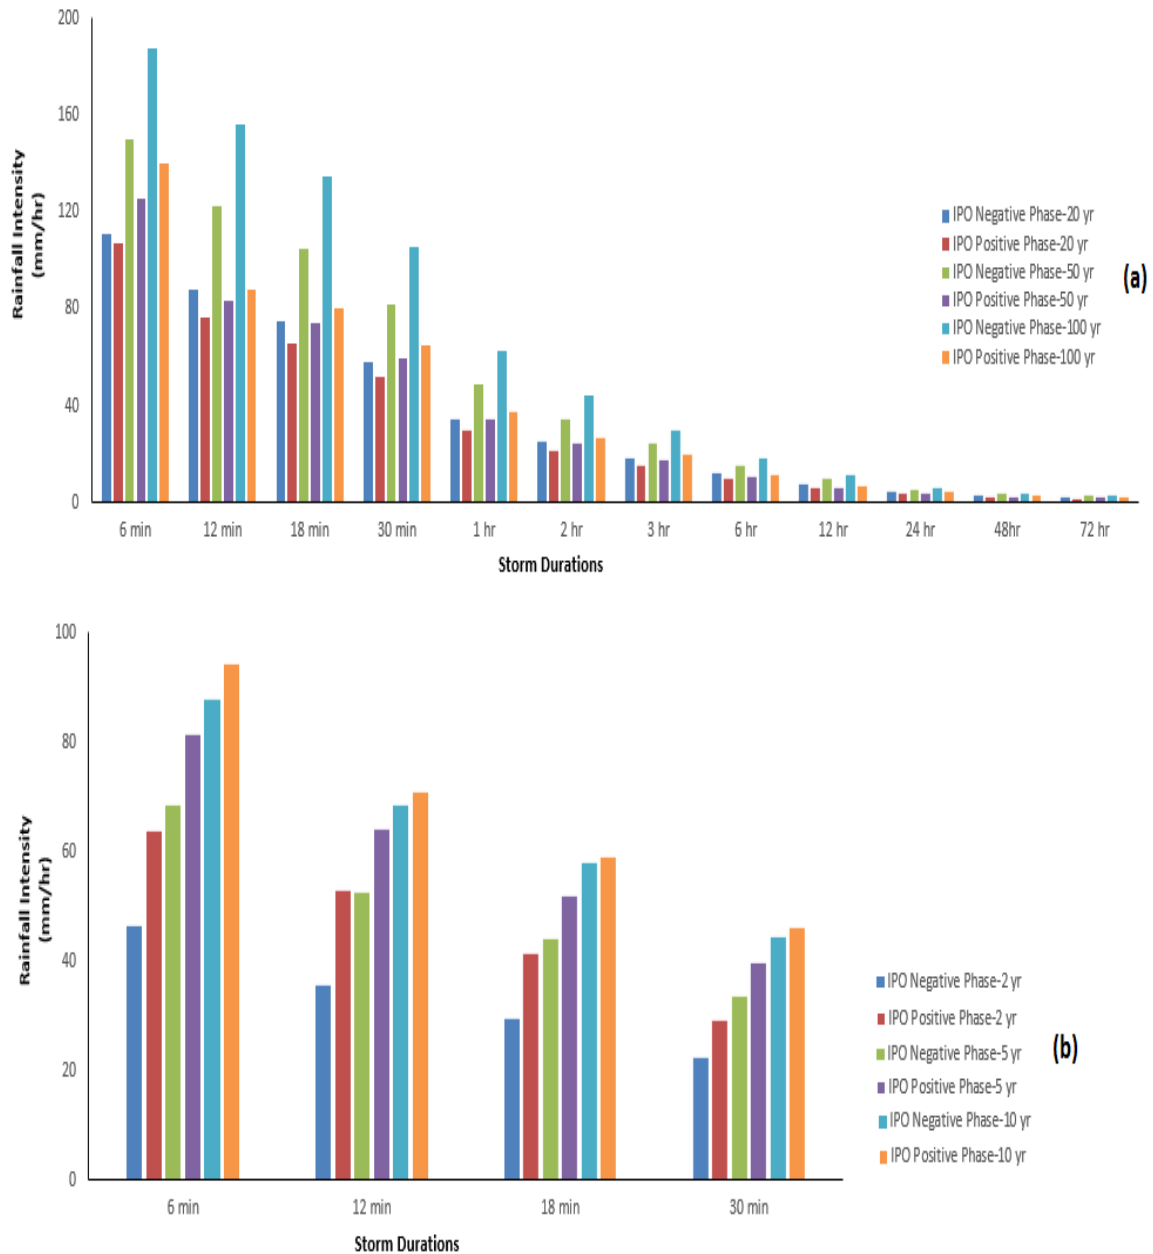 200
160
120
80
40
0
Rainfall Intensity
(mm/hr)
6 min 12 min 18 min 30 min 1 hr 2 hr 3 hr 6 hr 12 hr 24 hr 48hr 72 hr
Storm Durations
IPO Negative Phase-20 yr
IPO Positive Phase-20 yr
IPO Negative Phase-50 yr
IPO Positive Phase-50 yr
IPO Negative Phase-100 yr
IPO Positive Phase-100 yr
(a)
100
80
60
40
20
0
Rainfall Intensity
(mm/hr)
6 min 12 min 18 min 30 min
Storm Durations
IPO Negative Phase-2 yr
IPO Positive Phase-2 yr
IPO Negative Phase-5 yr
IPO Positive Phase-5 yr
IPO Negative Phase-10 yr
IPO Positive Phase-10 yr
(b)